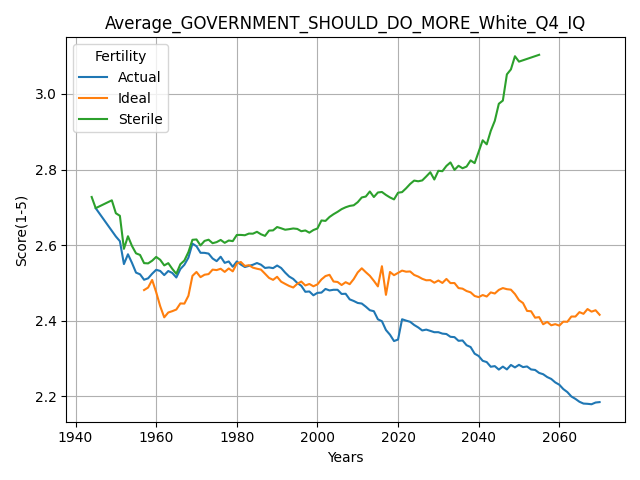 Average_GOVERNMENT_SHOULD_DO_MORE_White_Q4_IQ
Fertility
Actual
Ideal
Sterile
Score(1-5)
3.0
2.8
2.6
2.4
2.2
1940 1960 1980 2000 2020 2040 2060
Years